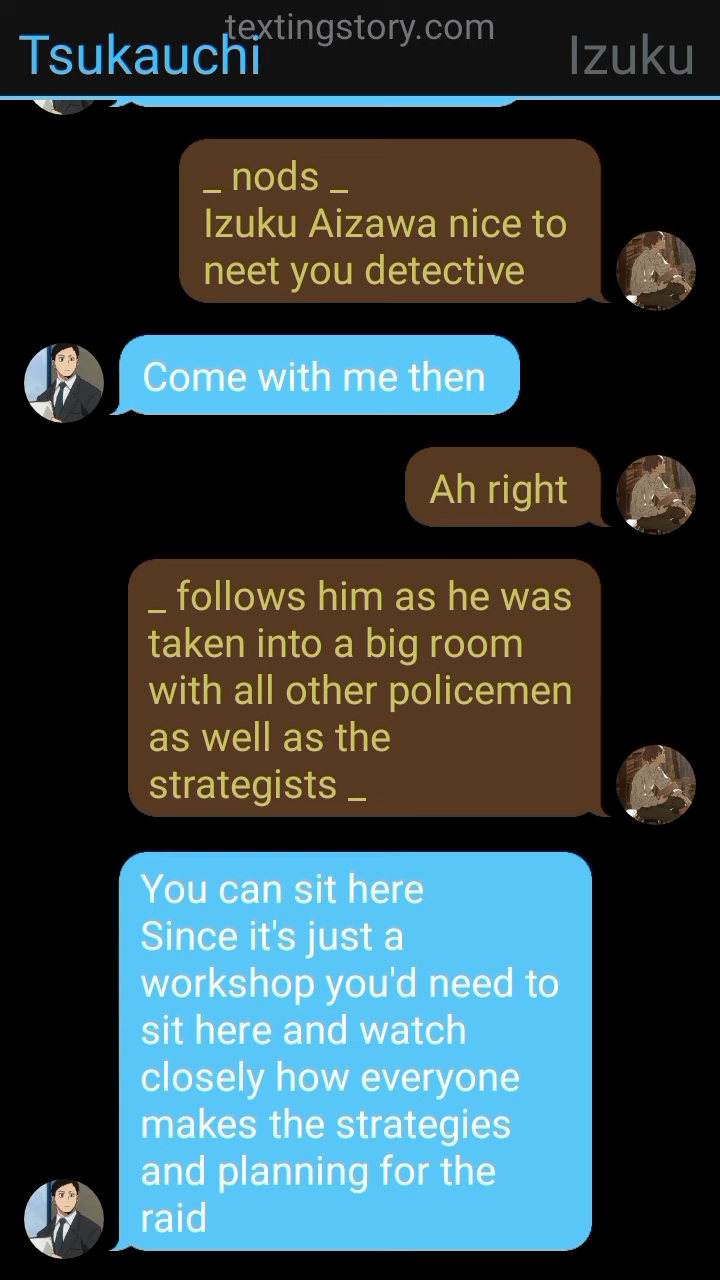 textingstory.com
Tsukauchi
Izuku
_ nods _
Izuku Aizawa nice to
neet you detective
Come with me then
Ah right
_ follows him as he was
taken into a big room
with all other policemen
as well as the
strategists _
You can sit here
Since it's just a
workshop you'd need to
sit here and watch
closely how everyone
makes the strategies
and planning for the
raid